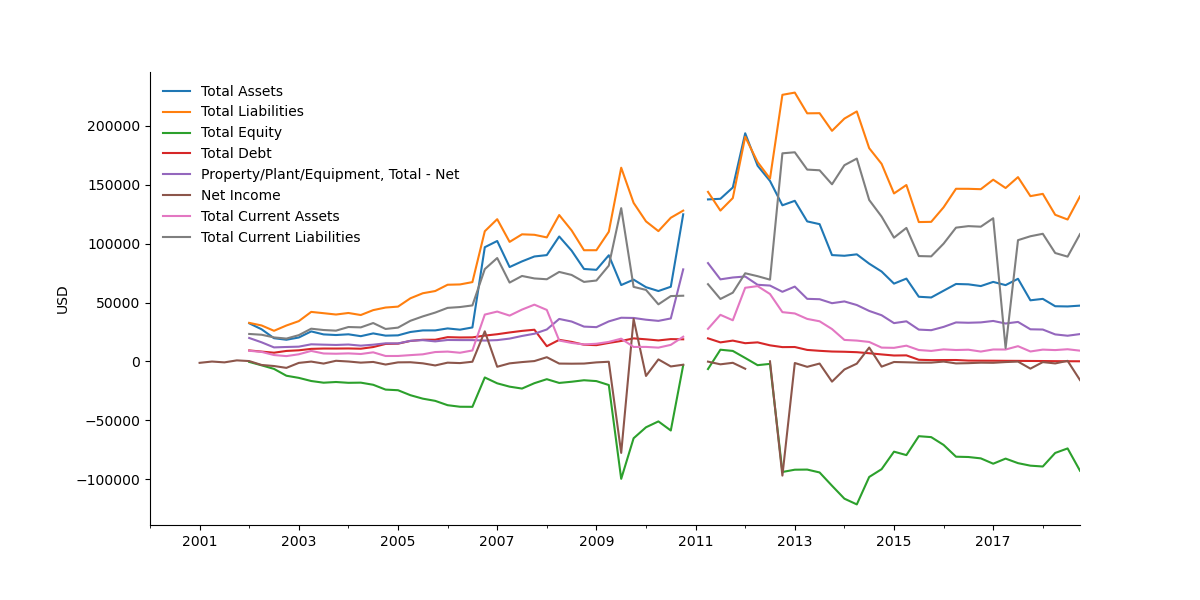 Total Assets
Total Liabilities
Total Equity
Total Debt
Property/Plant/Equipment, Total - Net
Net Income
Total Current Assets
Total Current Liabilities
USD
200000
150000
100000
50000
0
−50000
−100000
2001 2003 2005 2007 2009 2011 2013 2015 2017